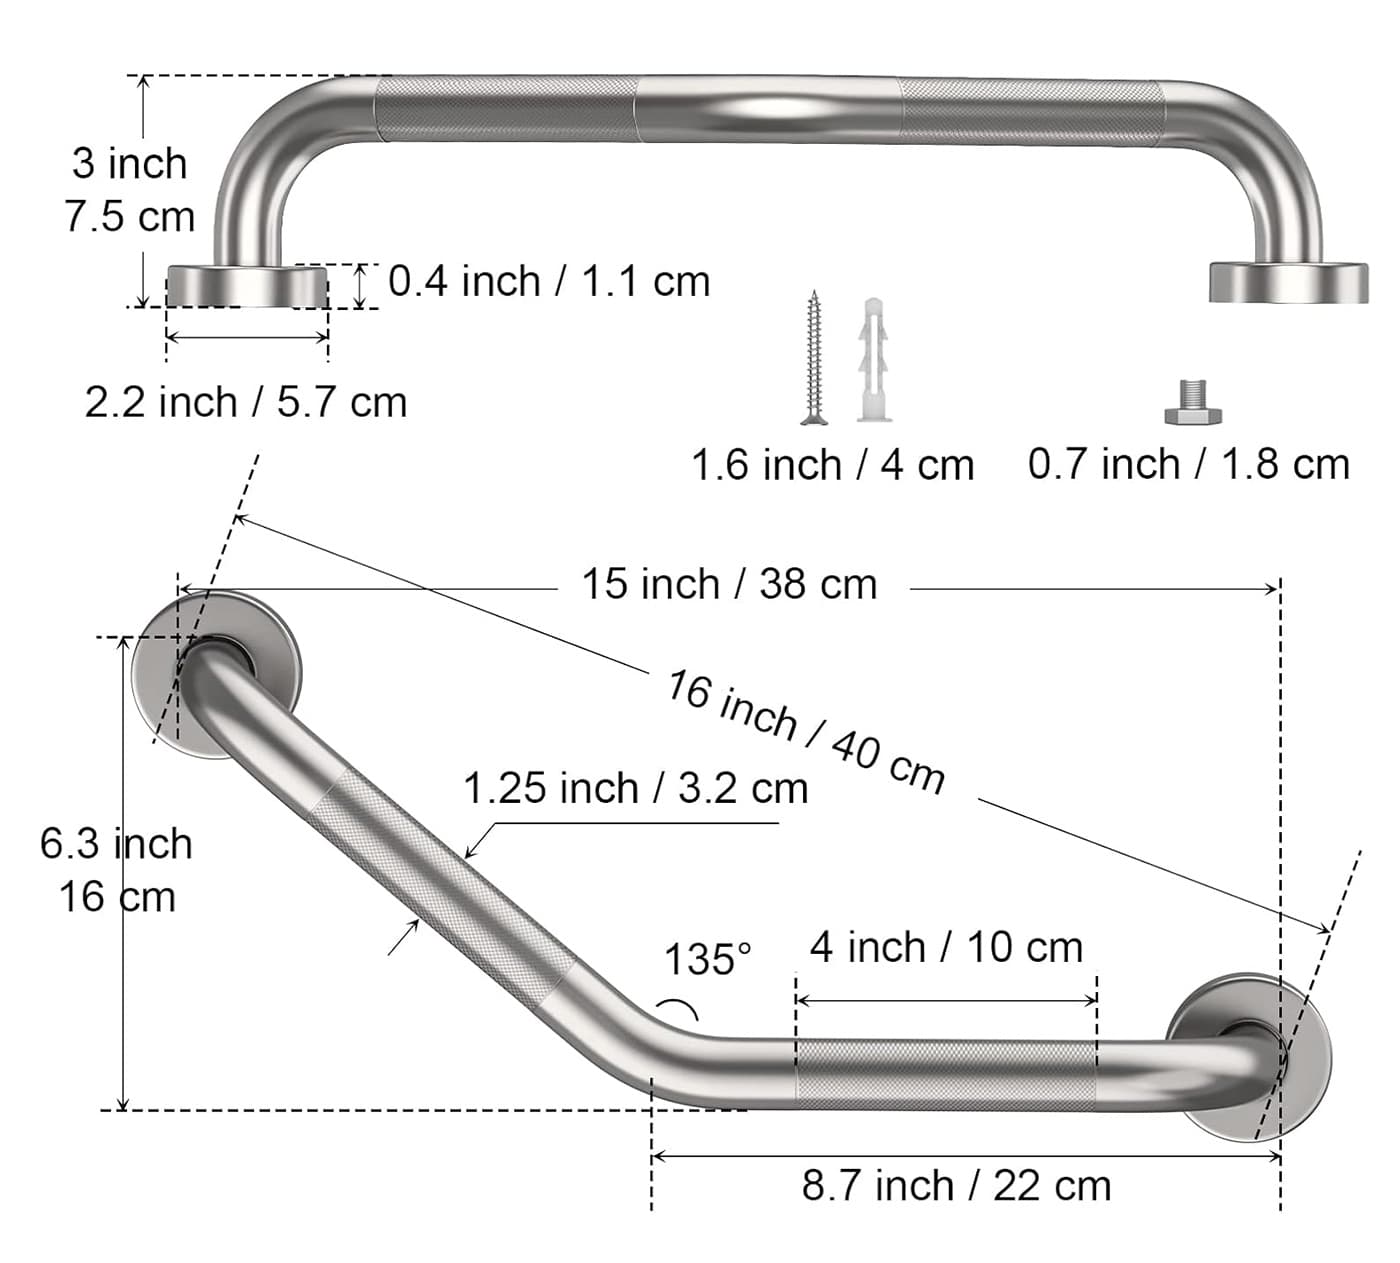 3 inch
7.5 cm
0.4 inch / 1.1 cm
2.2 inch / 5.7 cm
1.6 inch / 4 cm
0.7 inch / 1.8 cm
15 inch / 38 cm
16 inch / 40 cm
1.25 inch / 3.2 cm
6.3 inch
16 cm
135°
4 inch / 10 cm
8.7 inch / 22 cm